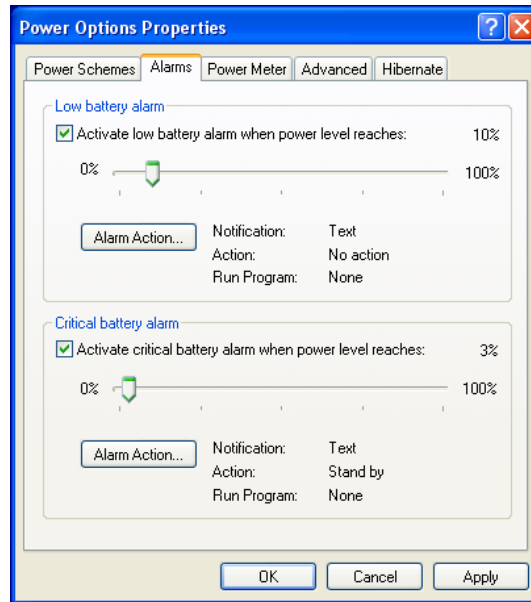 Power Options Properties
Power Schemes Alarms Power Meter Advanced Hibernate
Low battery alarm
Activate low battery alarm when power level reaches: 10%
0% 100%
Alarm Action... Notification: Text
Action: No action
Run Program: None
Critical battery alarm
Activate critical battery alarm when power level reaches: 3%
0% 100%
Alarm Action... Notification: Text
Action: Stand by
Run Program: None
OK Cancel Apply